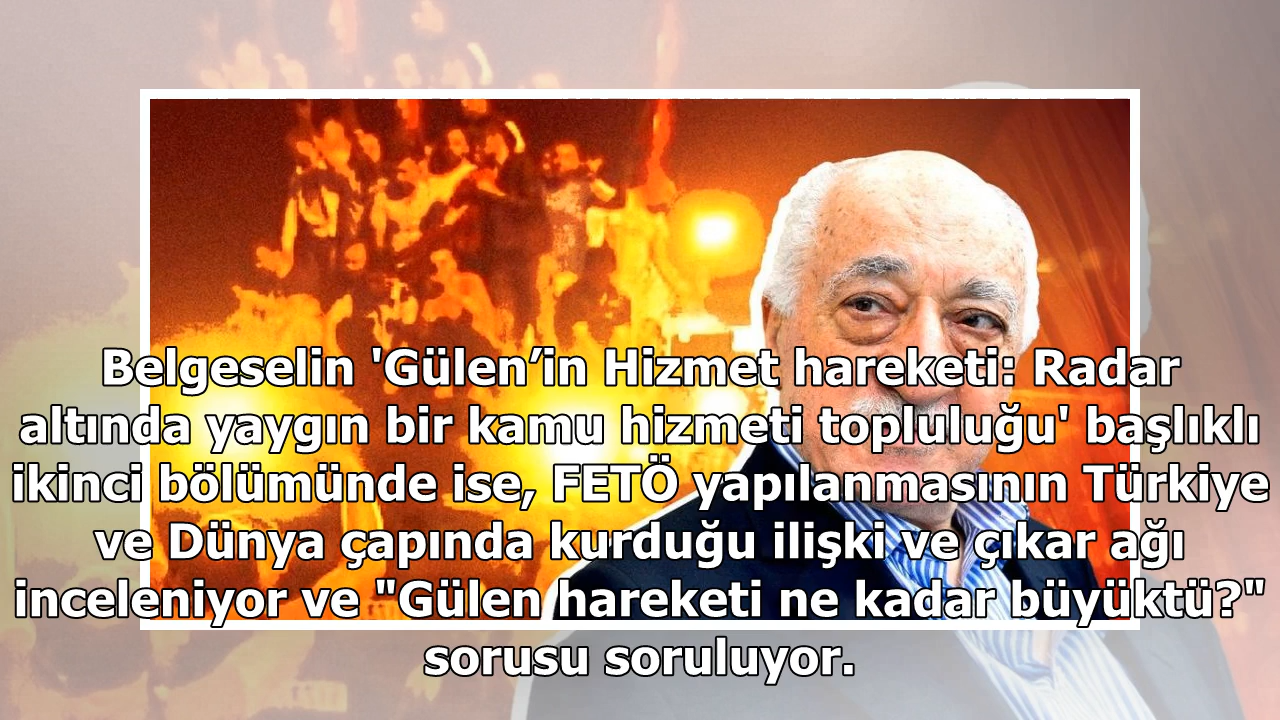 Belgeselin 'Gülen’in Hizmet hareketi: Radar
altında yaygın bir kamu hizmeti topluluğu' başlıklı
ikinci bölümünde ise, FETÖ yapılanmasının Türkiye
ve Dünya çapında kurduğu ilişki ve çıkar ağı
inceleniyor ve "Gülen hareketi ne kadar büyüktü?"
sorusu soruluyor.